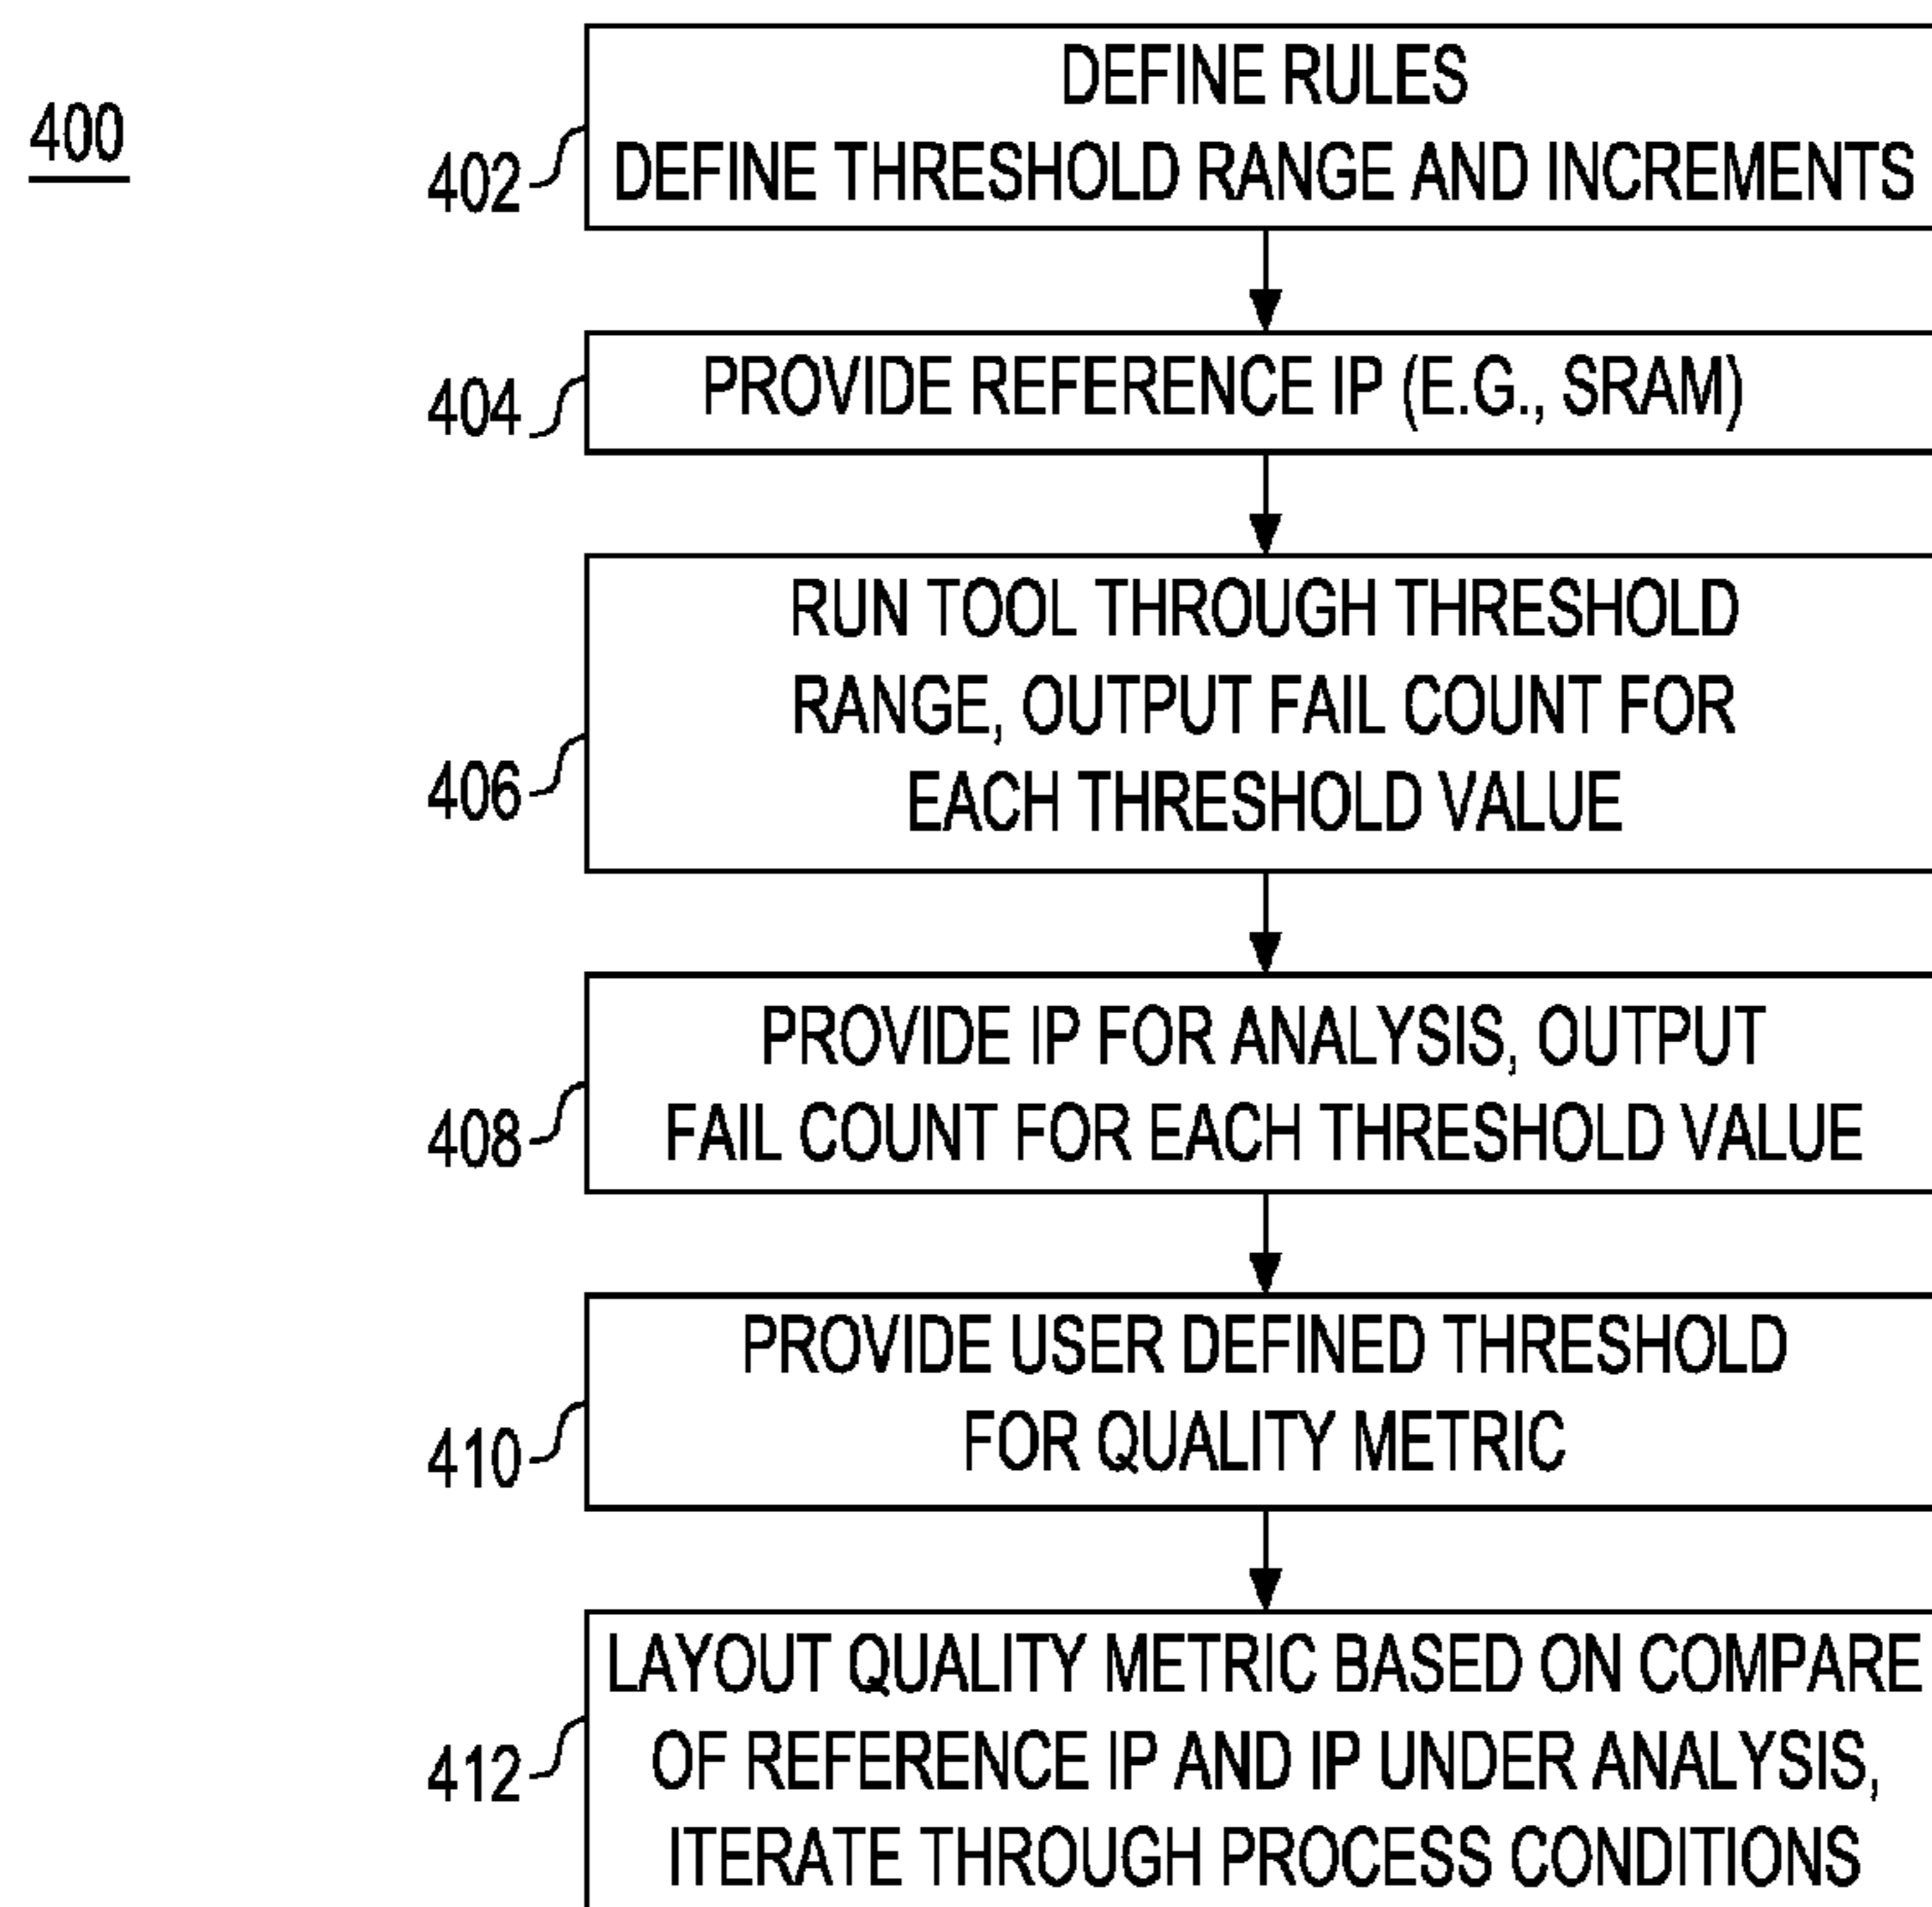 400
402
DEFINE RULES
DEFINE THRESHOLD RANGE AND INCREMENTS
404
PROVIDE REFERENCE IP (E.G., SRAM)
406
RUN TOOL THROUGH THRESHOLD
RANGE, OUTPUT FAIL COUNT FOR
EACH THRESHOLD VALUE
408
PROVIDE IP FOR ANALYSIS, OUTPUT
FAIL COUNT FOR EACH THRESHOLD VALUE
410
PROVIDE USER DEFINED THRESHOLD
FOR QUALITY METRIC
412
LAYOUT QUALITY METRIC BASED ON COMPARE
OF REFERENCE IP AND IP UNDER ANALYSIS,
ITERATE THROUGH PROCESS CONDITIONS